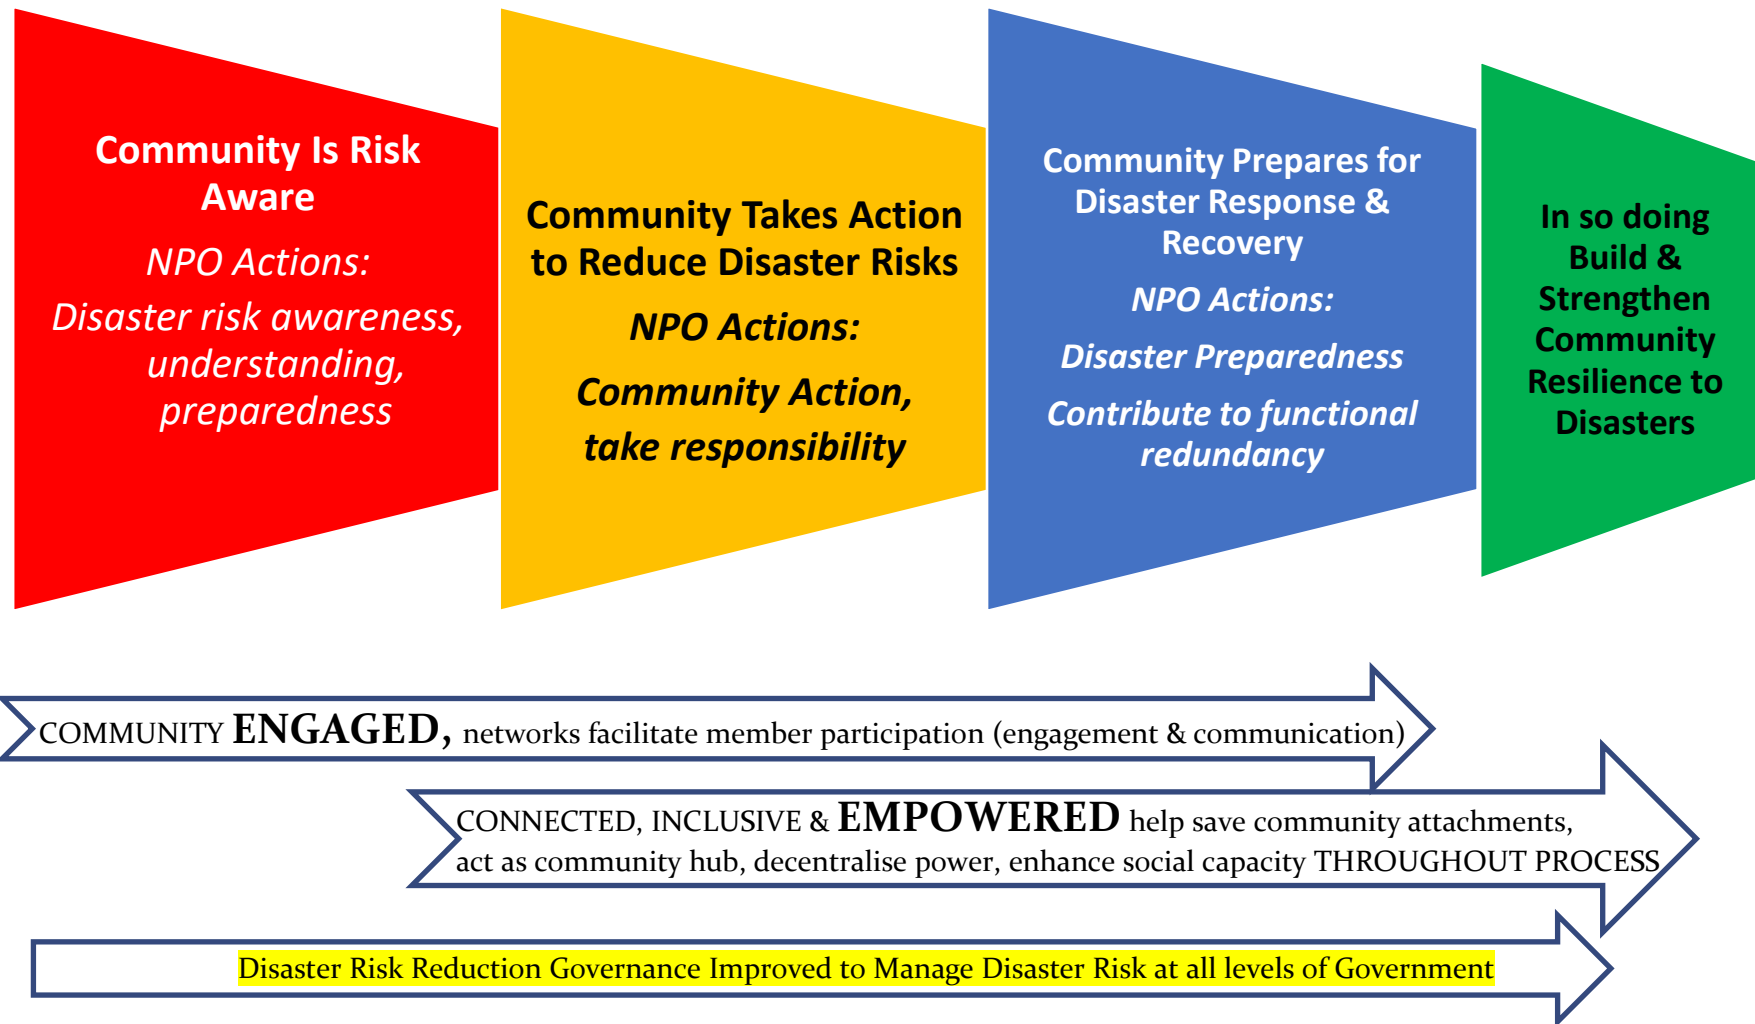 Community Is Risk
Aware
NPO Actions:
Disaster risk awareness,
understanding,
preparedness
Community Takes Action
to Reduce Disaster Risks
NPO Actions:
Community Action,
take responsibility
Community Prepares for
Disaster Response &
Recovery
NPO Actions:
Disaster Preparedness
Contribute to functional
redundancy
In so doing
Build &
Strengthen
Community
Resilience to
Disasters
COMMUNITY ENGAGED, networks facilitate member participation (engagement & communication)
CONNECTED, INCLUSIVE & EMPOWERED help save community attachments,
act as community hub, decentralise power, enhance social capacity THROUGHOUT PROCESS
Disaster Risk Reduction Governance Improved to Manage Disaster Risk at all levels of Government